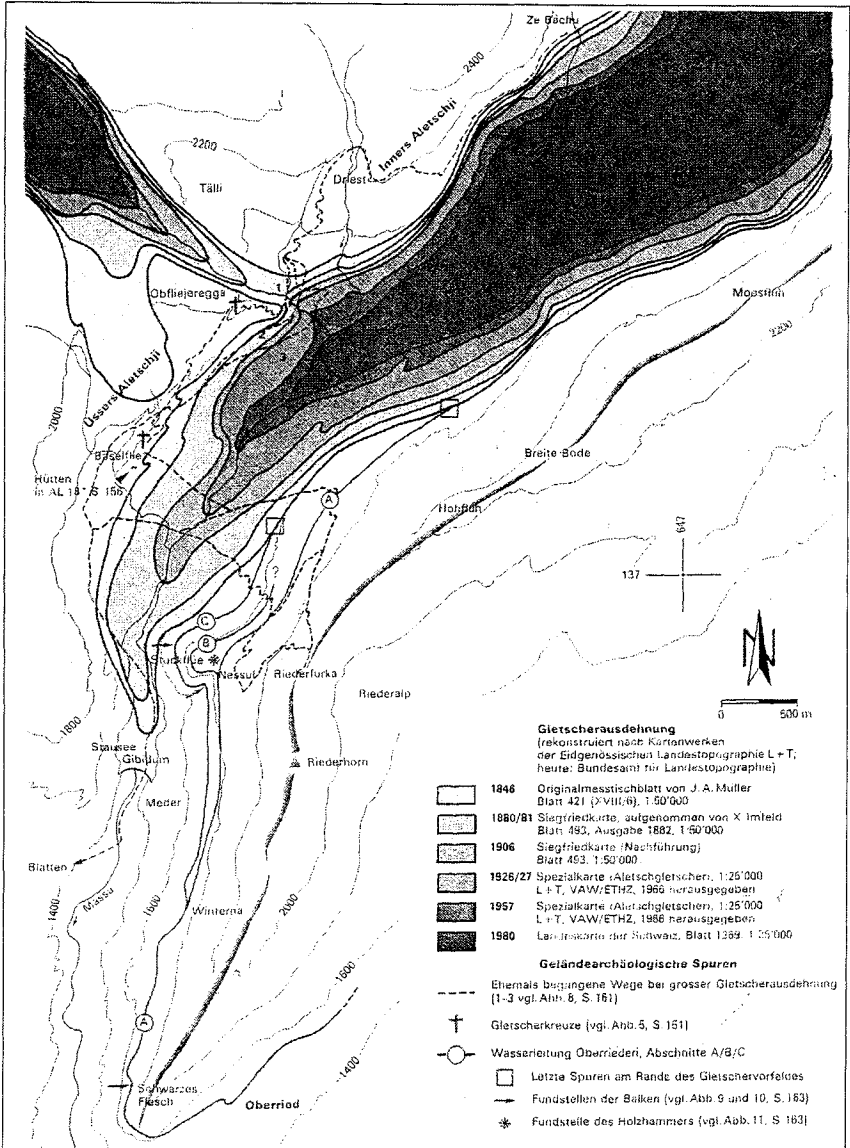 Ze Bächu
2400
Inners Aletschji
2200
Driest
Tälli
1
Obfliejeregga
2
3
Moosfluh
2200
Üssers Aletschji
2000
Bäselflie
Breite Bode
Hütten
in AL S. 156
A
Hohfluh
647
137
?
C
B
Stockflüe
Nessul
Riederfurka
Riederalp
N
0 500 m
1800
Stausee
Gibidum
Riederhorn
Meder
Blatten
Massa
1400
1600
Winterna
2000
1600
1400
A
Schwarzes
Flesch
Oberried
Gletscherausdehnung
(rekonstruiert nach Kartenwerken
der Eidgenössischen Landestopographie L+T;
heute: Bundesamt für Landestopographie)
1846 Originalmesstischblatt von J. A. Müller
Blatt 421 (XVIII/6), 1:50'000
1880/81 Siegfriedkarte, aufgenommen von X. Imfeld
Blatt 493, Ausgabe 1882, 1:50'000
1906 Siegfriedkarte (Nachführung)
Blatt 493, 1:50'000
1926/27 Spezialkarte (Aletschgletscher), 1:25'000
L+T, VAW/ETHZ, 1966 herausgegeben
1957 Spezialkarte (Aletschgletscher), 1:25'000
L+T, VAW/ETHZ, herausgegeben
1980 Landeskarte der Schweiz, Blatt 1269, 1:25'000
Geländearchäologische Spuren
Ehemals begangene Wege bei grosser Gletscherausdehnung
(1-3 vgl. Abb. 8, S. 161)
Gletscherkreuze (vgl. Abb. 5, S. 151)
Wasserleitung Oberriederi, Abschnitte A/B/C
Letzte Spuren am Rande des Gletschervorfeldes
Fundstellen der Balken (vgl. Abb. 9 und 10, S. 163)
Fundstelle des Holzhammers (vgl. Abb. 11, S. 163)